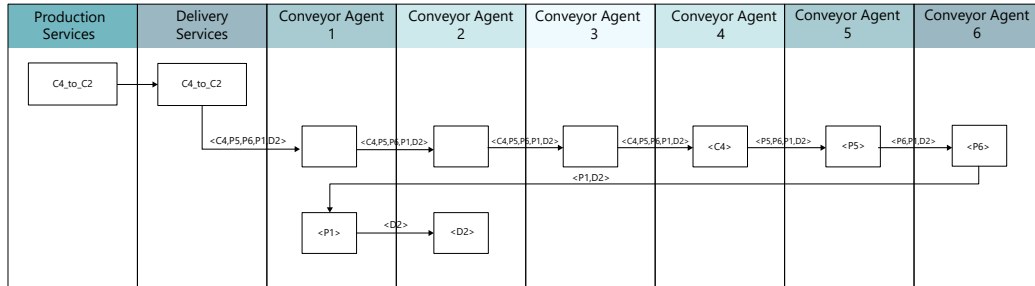 Production
Services
Delivery
Services
Conveyor Agent
1
Conveyor Agent
2
Conveyor Agent
3
Conveyor Agent
4
Conveyor Agent
5
Conveyor Agent
6
C4_to_C2
C4_to_C2
<C4,P5,P6,P1,D2>
<C4,P5,P6,P1,D2>
<C4,P5,P6,P1,D2>
<C4,P5,P6,P1,D2>
<C4>
<P5,P6,P1,D2>
<P5>
<P6,P1,D2>
<P6>
<P1,D2>
<P1>
<D2>
<D2>